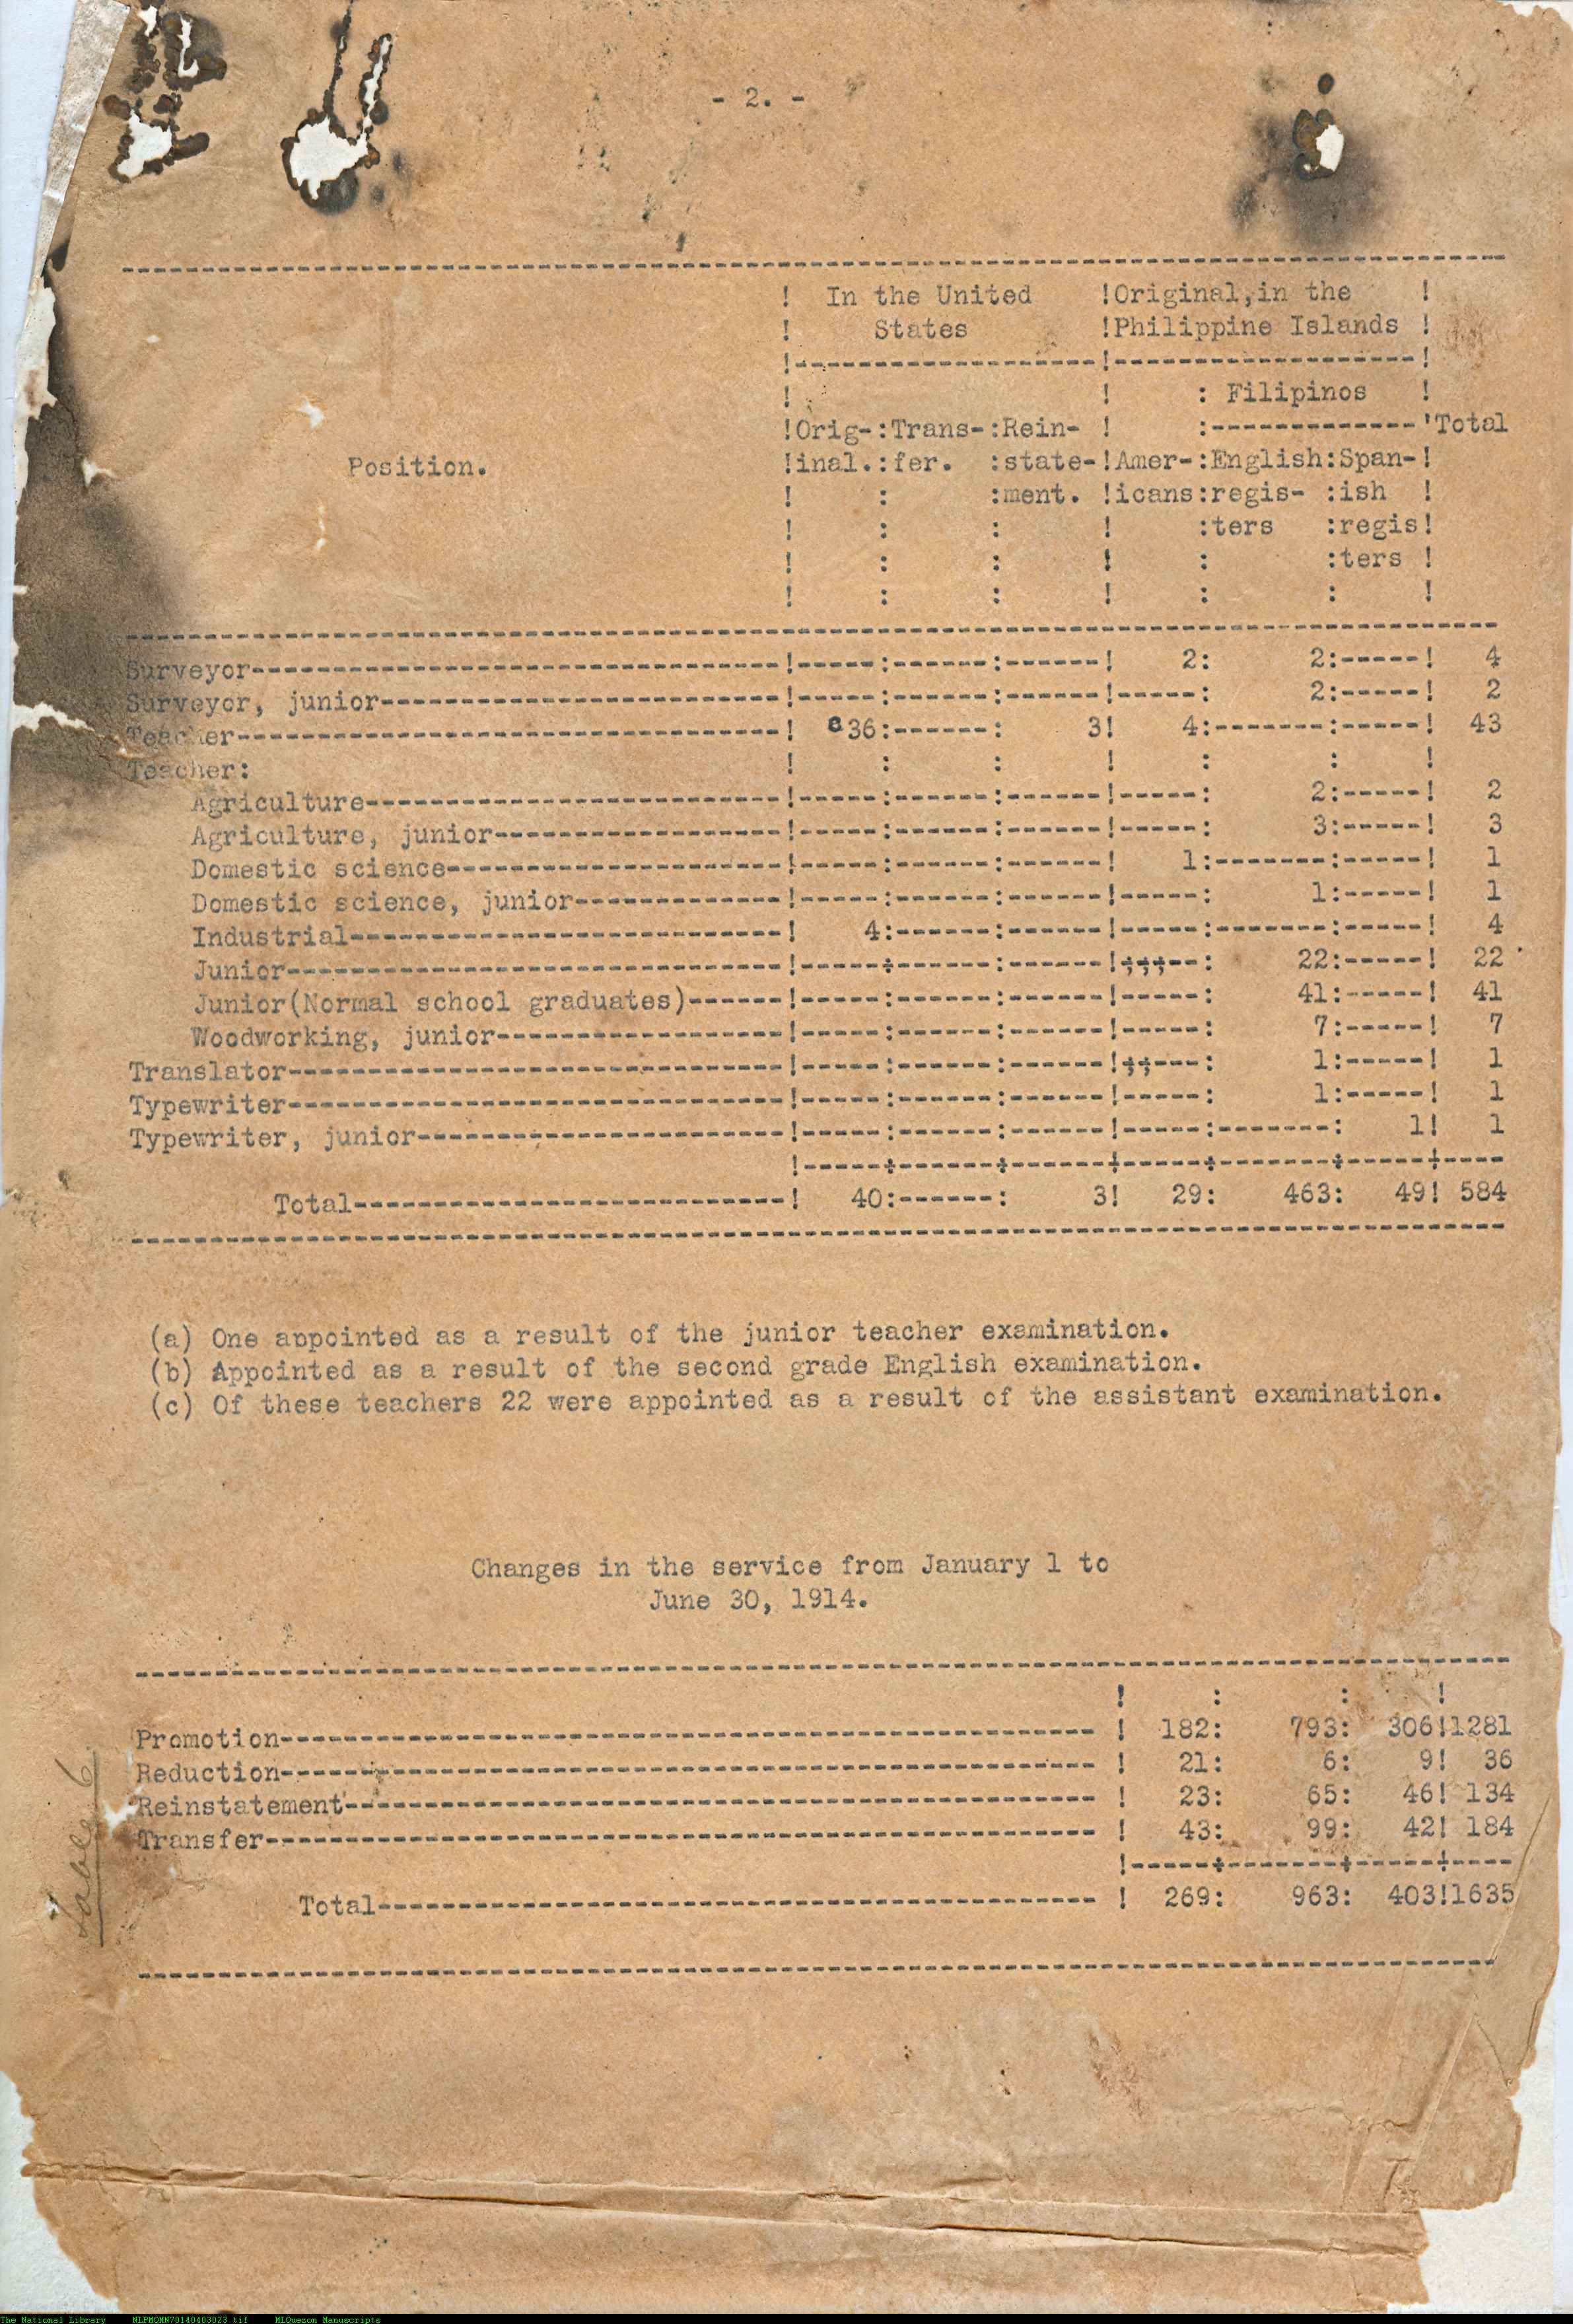 - 2. -
! In the United !Original,in the !
! States !Philippine Islands !
!-------------------!-------------------!
! ! : Filipinos !
!Orig-:Trans-:Rein- ! :-------------'Total
Position. !inal.:fer. :state-!Amer-:English:Span-!
! : :ment. !icans:regis- :ish !
! : : ! :ters :regis!
! : : ! : :ters !
! : : ! : : !
Surveyor----------!-----:------:------! 2: 2:-----! 4
Surveyor, junior----------!-----:------:------!-----: 2:-----! 2
Teacher----------! c36:------: 3! 4:-------:-----! 43
Teacher: ! : : ! : : !
Agriculture----------!-----:------:------!-----: 2:-----! 2
Agriculture, junior----------!-----:------:------!-----: 3:-----! 3
Domestic science----------!-----:------:------! 1:-------:-----! 1
Domestic science, junior----------!-----:------:------!-----: 1:-----! 1
Industrial----------! 4:------:------!-----:-------:-----! 4
Junior----------!-----:------:------!-----: 22:-----! 22
Junior(Normal school graduates)------!-----:------:------!-----: 41:-----! 41
Woodworking, junior----------!-----:------:------!-----: 7:-----! 7
Translator----------!-----:------:------!-----: 1:-----! 1
Typewriter----------!-----:------:------!-----: 1:-----! 1
Typewriter, junior----------!-----:------:------!-----:-------: 1! 1
Total----------! 40:------: 3! 29: 463: 49! 584
(a) One appointed as a result of the junior teacher examination.
(b) Appointed as a result of the second grade English examination.
(c) Of these teachers 22 were appointed as a result of the assistant examination.
Changes in the service from January 1 to
June 30, 1914.
! : : !
Promotion---------- ! 182: 793: 306!1281
Reduction---------- ! 21: 6: 9! 36
Reinstatement---------- ! 23: 65: 46! 134
Transfer---------- ! 43: 99: 42! 184
Total---------- ! 269: 963: 403!1635
The National Library NLPMQMN70140403023.tif MLQuezon Manuscripts